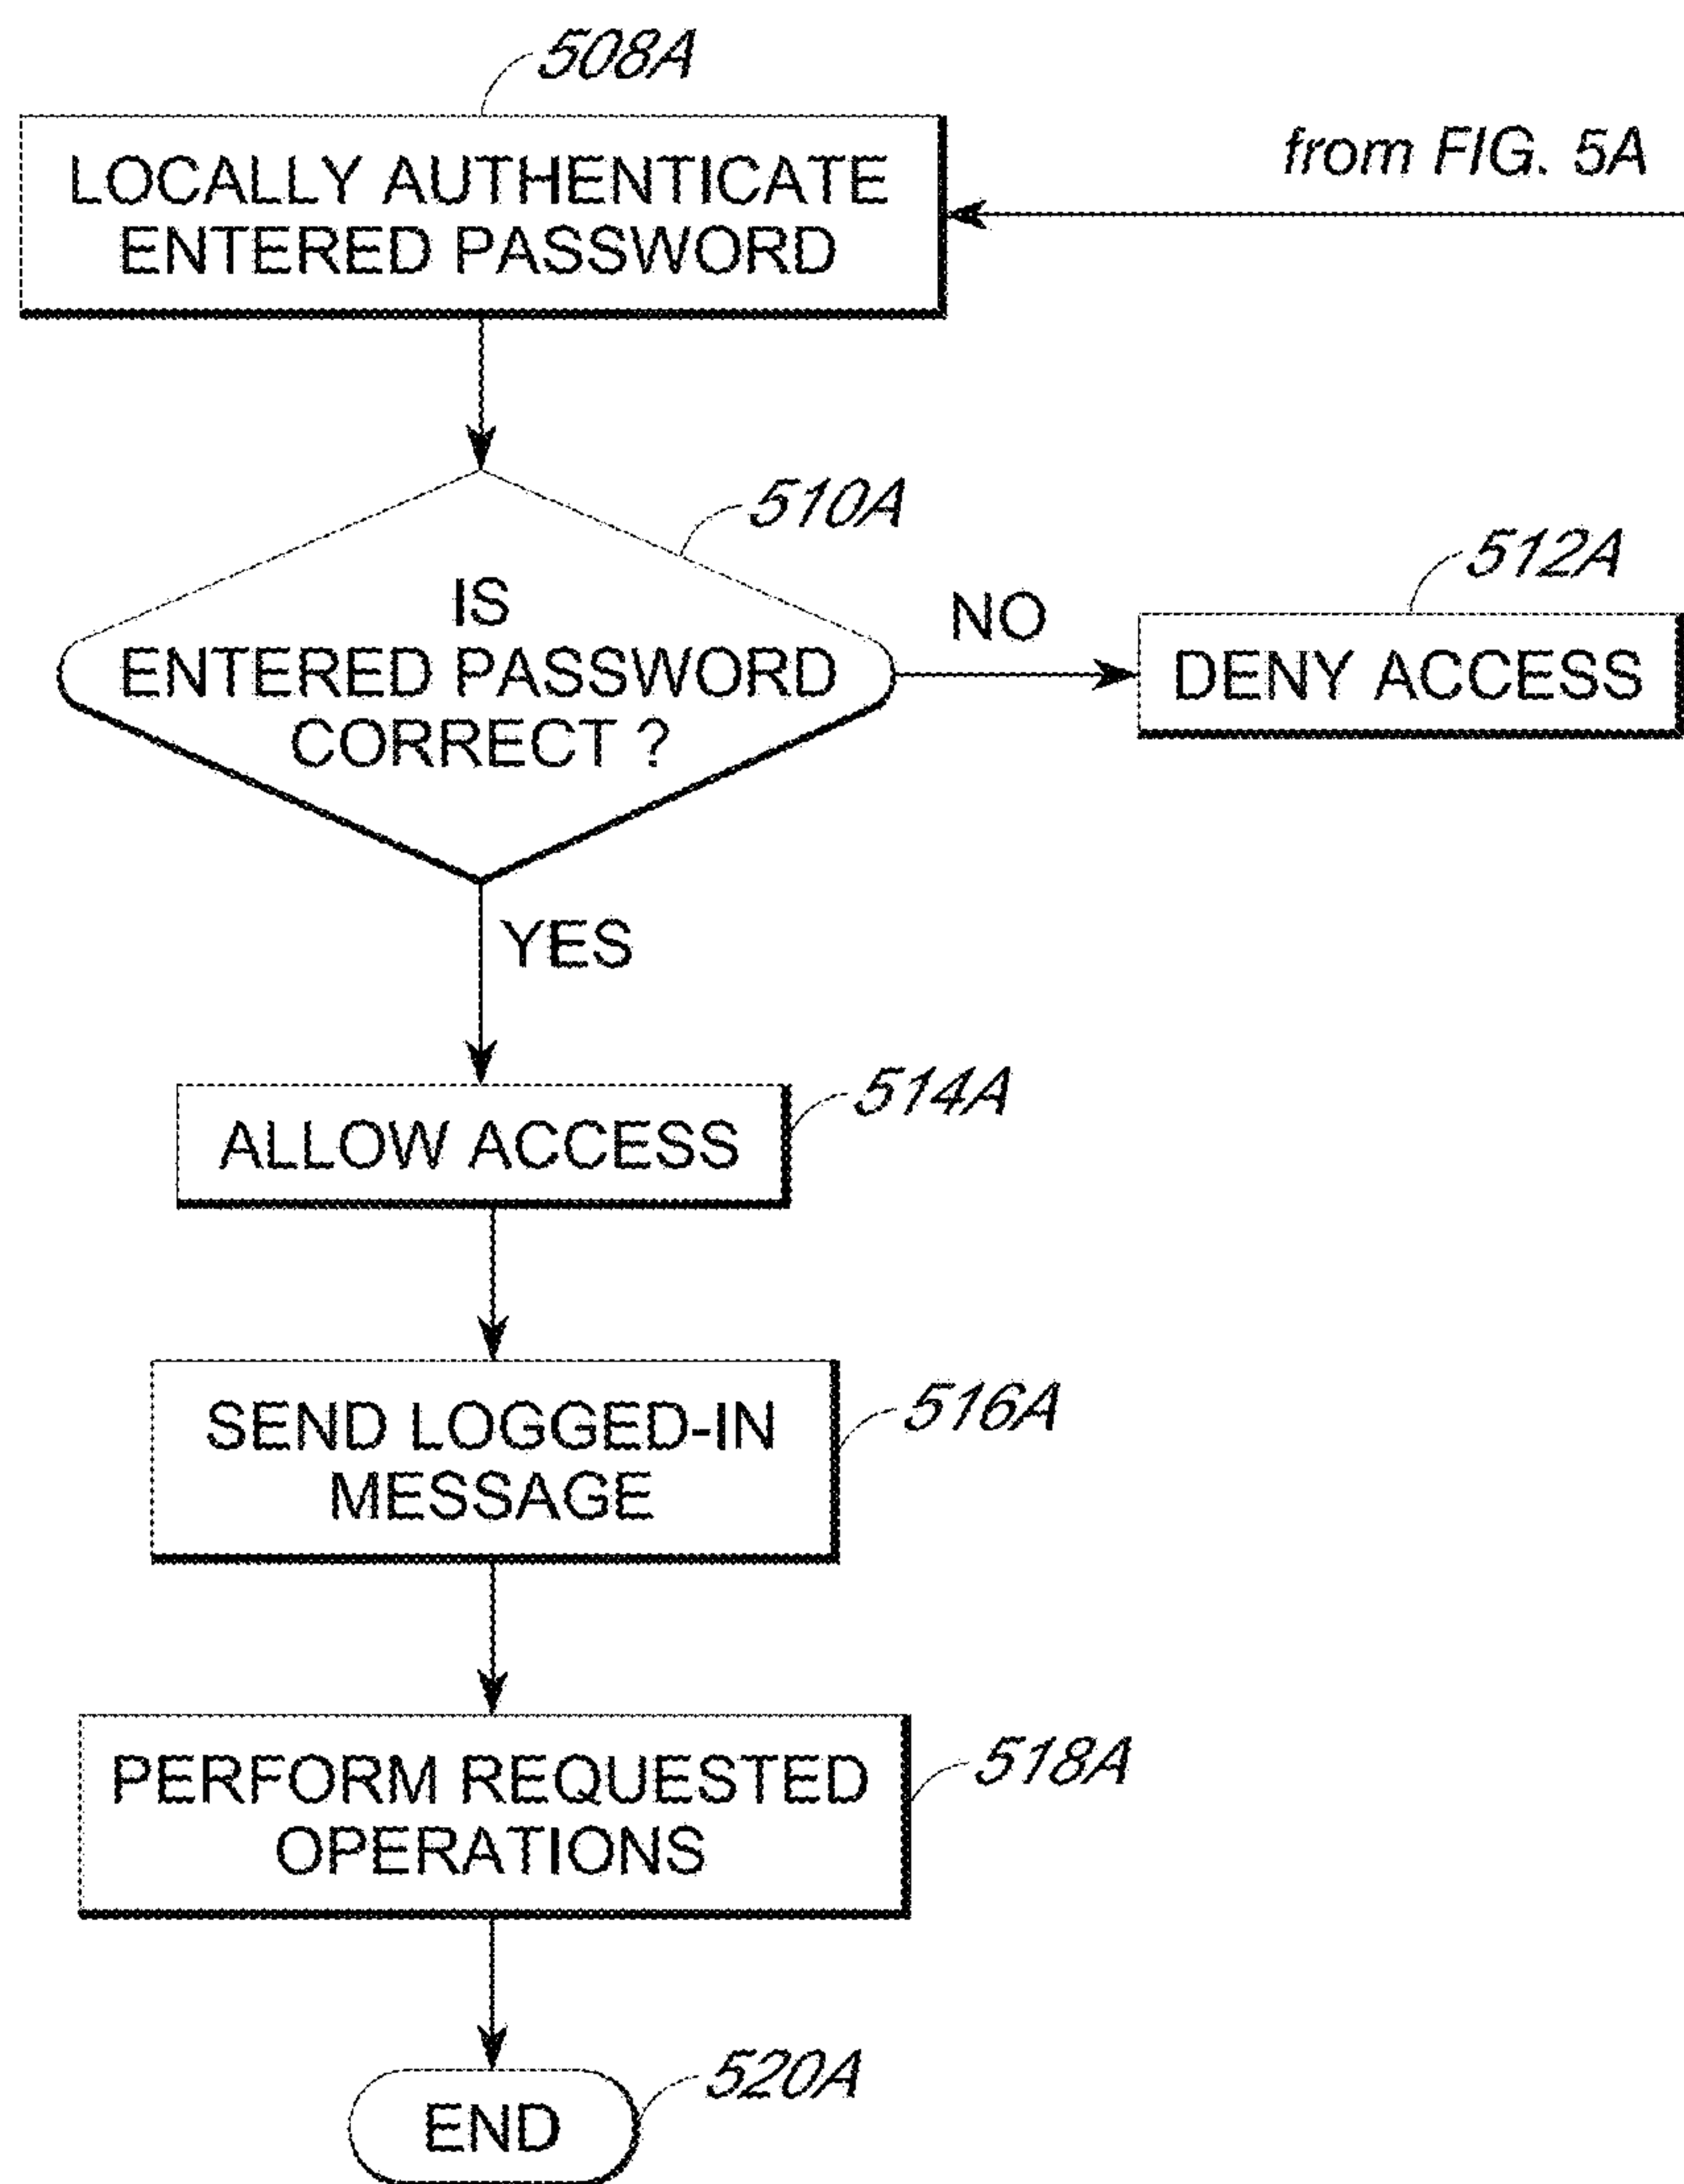 508A
from FIG. 5A
LOCALLY AUTHENTICATE
ENTERED PASSWORD
510A
IS
ENTERED PASSWORD
CORRECT ?
NO
512A
DENY ACCESS
YES
514A
ALLOW ACCESS
516A
SEND LOGGED-IN
MESSAGE
518A
PERFORM REQUESTED
OPERATIONS
520A
END